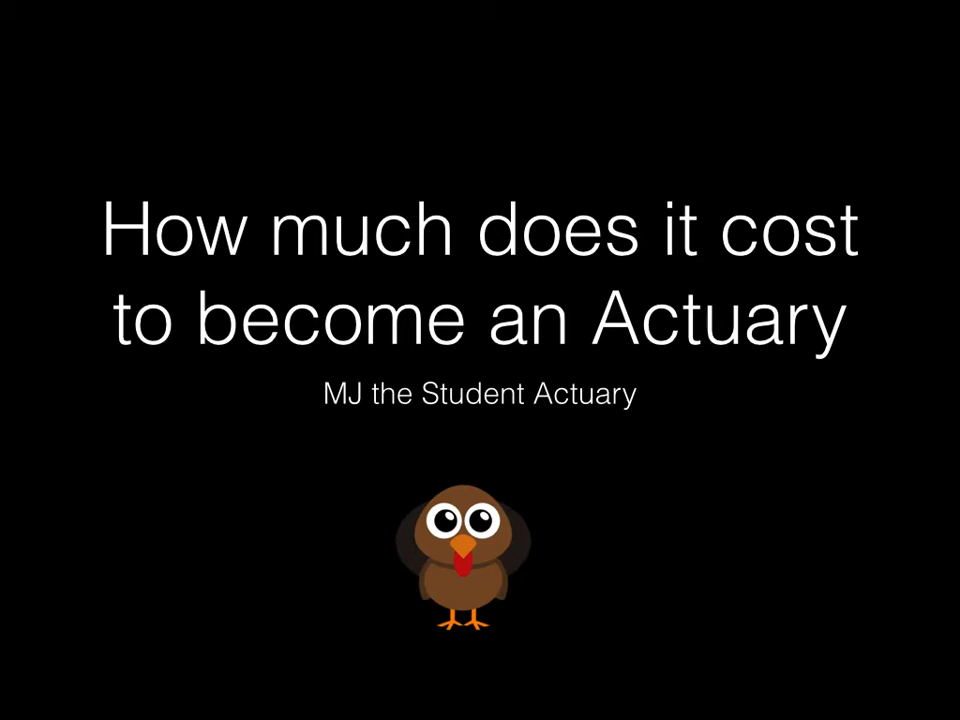 How much does it cost
to become an Actuary
MJ the Student Actuary